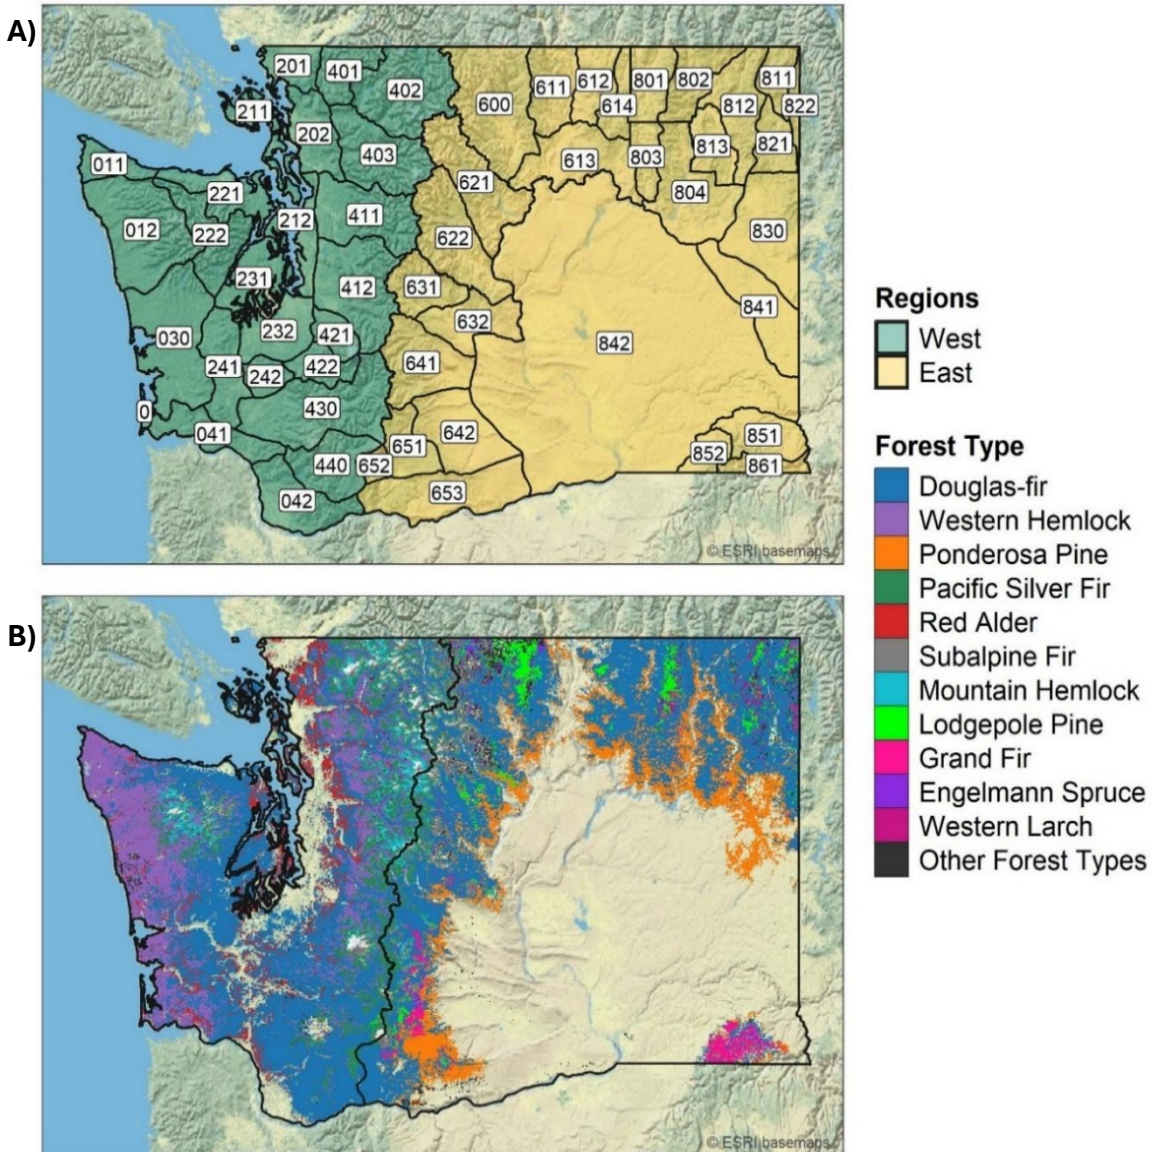 A)
201
401
402
600
611
612
614
801
802
811
812
822
211
202
403
613
803
813
821
011
221
621
804
012
222
212
411
622
830
231
412
631
841
030
232
421
632
842
241
242
422
641
0
041
430
651
642
852
851
440
652
861
042
653
© ESRI basemaps
Regions
West
East
Forest Type
Douglas-fir
Western Hemlock
Ponderosa Pine
Pacific Silver Fir
Red Alder
Subalpine Fir
Mountain Hemlock
Lodgepole Pine
Grand Fir
Engelmann Spruce
Western Larch
Other Forest Types
B)
© ESRI basemaps